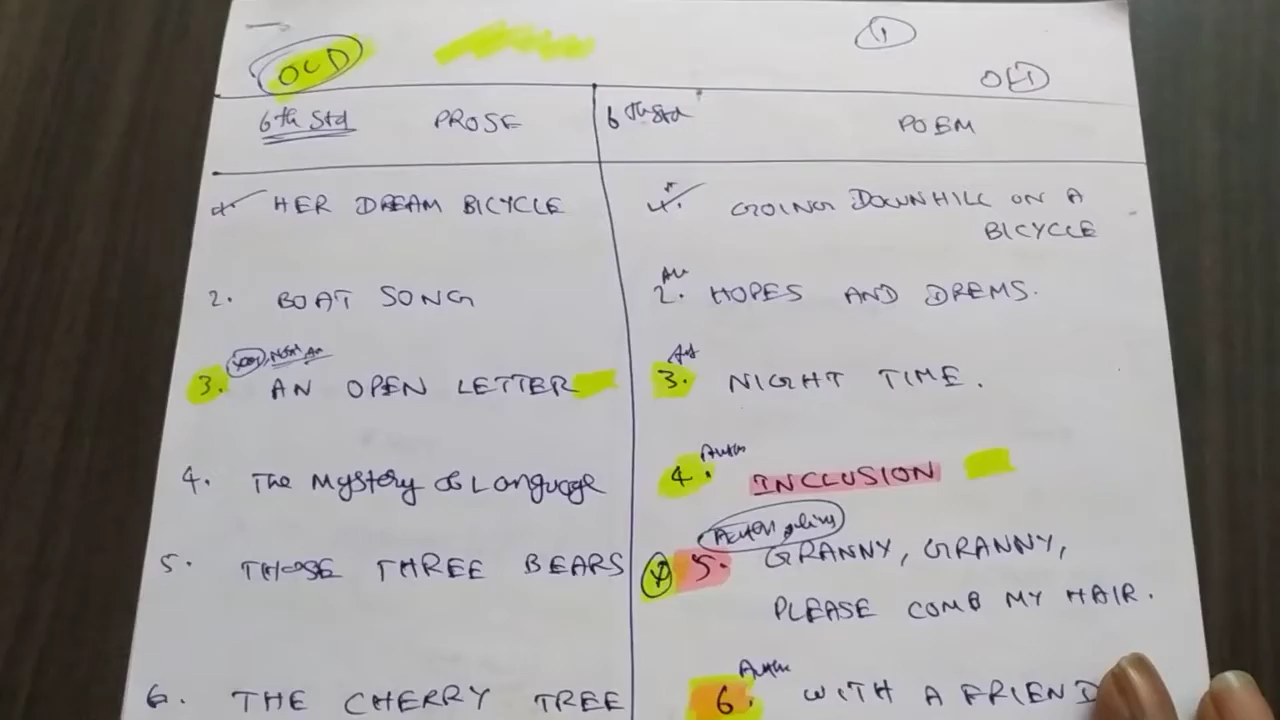 OLD
1
OLD
6th Std PROSE
6th Std POEM
HER DREAM BICYCLE
GOING DOWNHILL ON A
BICYCLE
2. BOAT SONG
2. HOPES AND DREMS.
3. AN OPEN LETTER
3. NIGHT TIME.
4. The Mystery of Language
4. INCLUSION
5. THOSE THREE BEARS
5. GRANNY, GRANNY,
PLEASE COMB MY HAIR.
6. THE CHERRY TREE
6. WITH A FRIEND